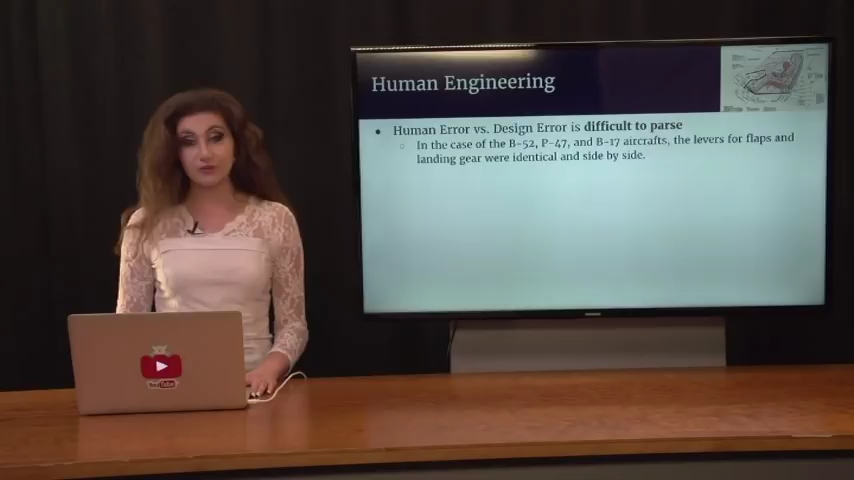 Human Engineering
Human Error vs. Design Error is difficult to parse
In the case of the B-52, P-47, and B-17 aircrafts, the levers for flaps and
landing gear were identical and side by side.
YouTube